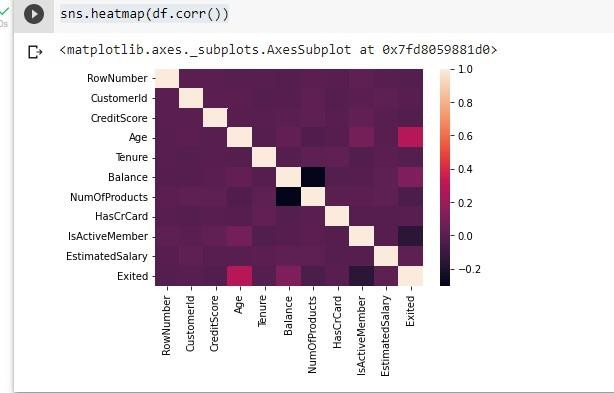 0s
sns.heatmap(df.corr())
<matplotlib.axes._subplots.AxesSubplot at 0x7fd8059881d0>
RowNumber
CustomerId
CreditScore
Age
Tenure
Balance
NumOfProducts
HasCrCard
IsActiveMember
EstimatedSalary
Exited
RowNumber
CustomerId
CreditScore
Age
Tenure
Balance
NumOfProducts
HasCrCard
IsActiveMember
EstimatedSalary
Exited
1.0
0.8
0.6
0.4
0.2
0.0
−0.2